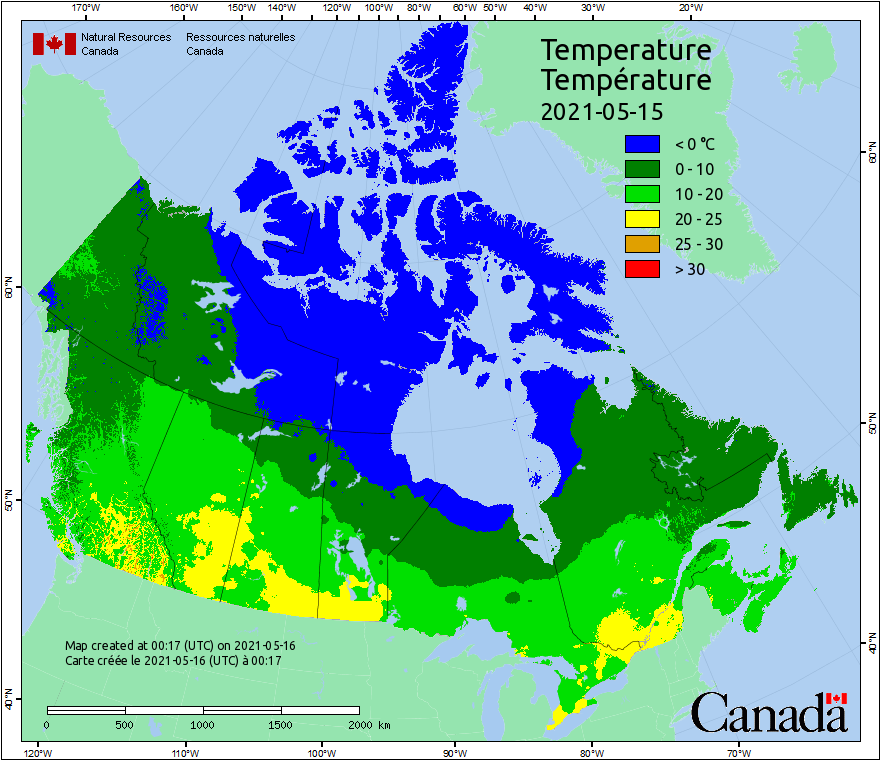 170°W 160°W 150°W 140°W 130°W 120°W 110°W 100°W 90°W 80°W 70°W 60°W 50°W 40°W 30°W 20°W
Natural Resources Ressources naturelles
Canada Canada
Temperature
Température
2021-05-15
< 0 °C
0 - 10
10 - 20
20 - 25
25 - 30
> 30
60°N
60°N
50°N
50°N
40°N
40°N
Map created at 00:17 (UTC) on 2021-05-16
Carte créée le 2021-05-16 (UTC) à 00:17
0 500 1000 1500 2000 km
Canada
120°W 110°W 100°W 90°W 80°W 70°W